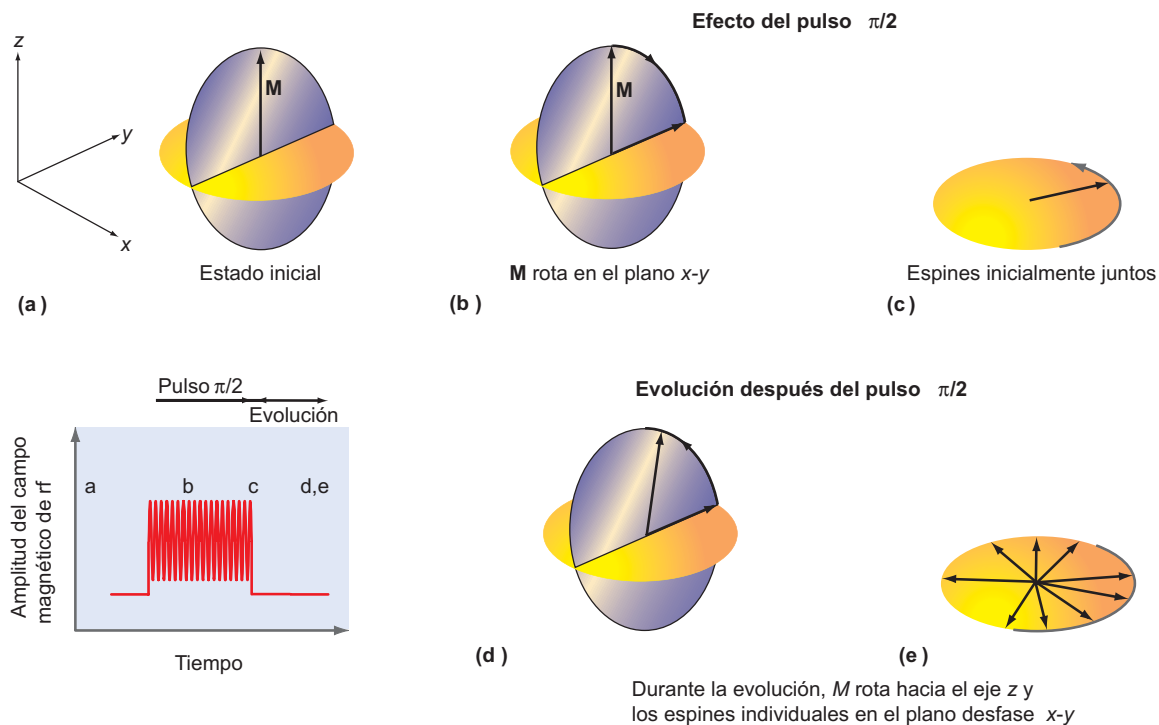 Efecto del pulso π/2
z
y
x
M
Estado inicial
(a )
M
M rota en el plano x-y
(b )
Espines inicialmente juntos
(c )
Pulso π/2
Evolución
Amplitud del campo
magnético de rf
a
b
c
d,e
Tiempo
Evolución después del pulso π/2
(d )
(e )
Durante la evolución, M rota hacia el eje z y
los espines individuales en el plano desfase x-y